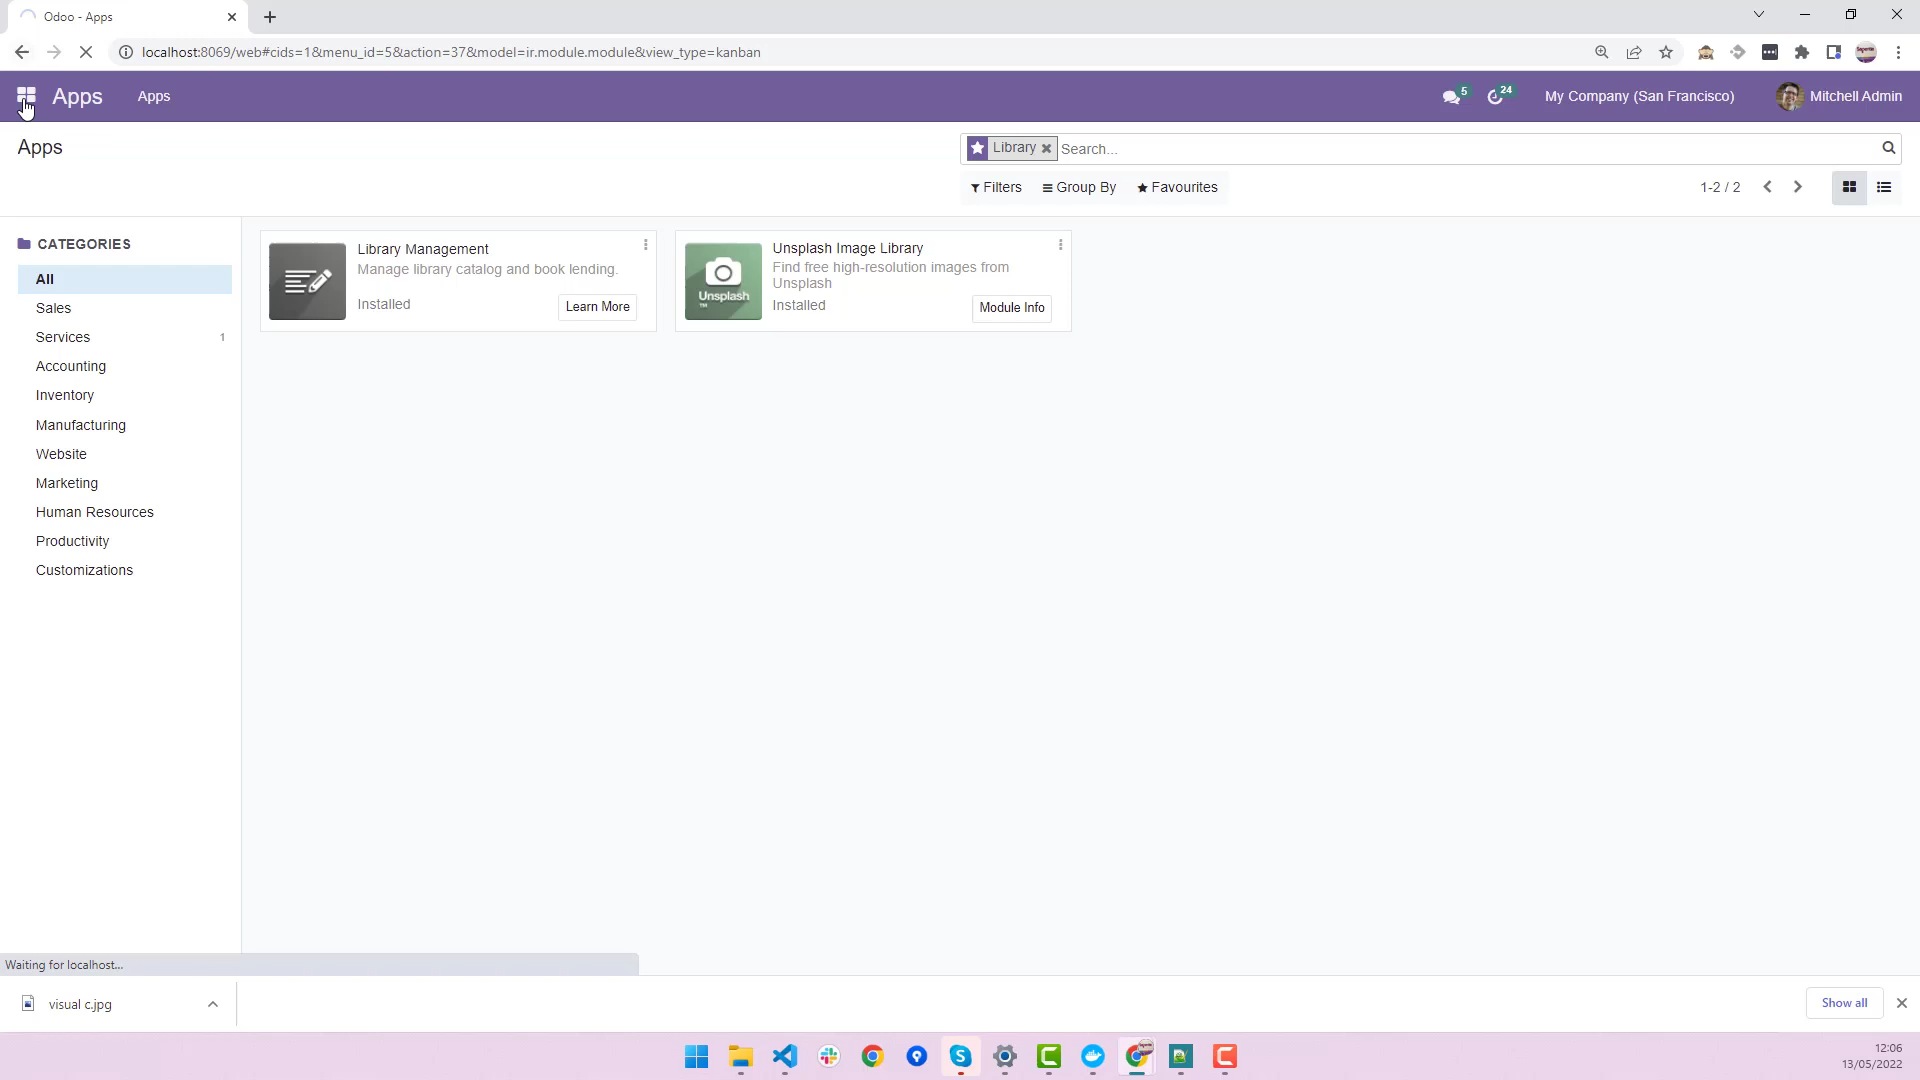 Odoo - Apps
localhost:8069/web#cids=1&menu_id=5&action=37&model=ir.module.module&view_type=kanban
Apps
Apps
5
24
My Company (San Francisco)
Mitchell Admin
Apps
Library
Search...
Filters
Group By
Favourites
1-2 / 2
CATEGORIES
All
Sales
Services
1
Accounting
Inventory
Manufacturing
Website
Marketing
Human Resources
Productivity
Customizations
Library Management
Manage library catalog and book lending.
Installed
Learn More
Unsplash
TM
Unsplash Image Library
Find free high-resolution images from
Unsplash
Installed
Module Info
Waiting for localhost...
visual c.jpg
Show all
12:06
13/05/2022